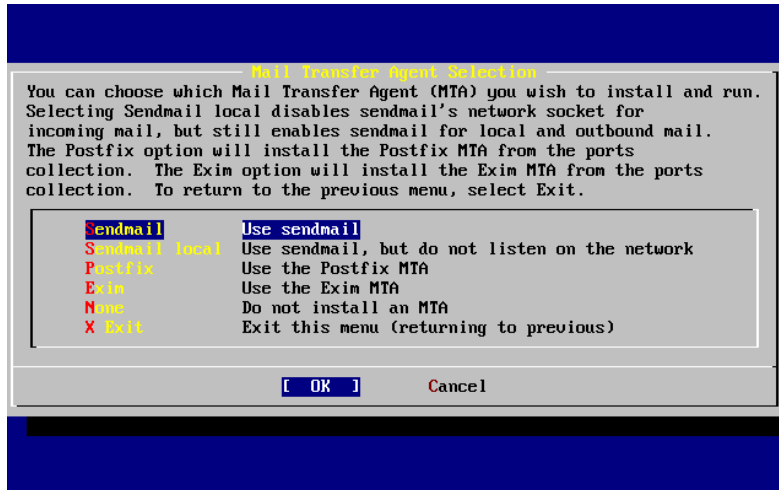 Mail Transfer Agent Selection
You can choose which Mail Transfer Agent (MTA) you wish to install and run.
Selecting Sendmail local disables sendmail's network socket for
incoming mail, but still enables sendmail for local and outbound mail.
The Postfix option will install the Postfix MTA from the ports
collection.  The Exim option will install the Exim MTA from the ports
collection.  To return to the previous menu, select Exit.
Sendmail Use sendmail
Sendmail local Use sendmail, but do not listen on the network
Postfix Use the Postfix MTA
Exim Use the Exim MTA
None Do not install an MTA
X Exit Exit this menu (returning to previous)
[ OK ] Cancel